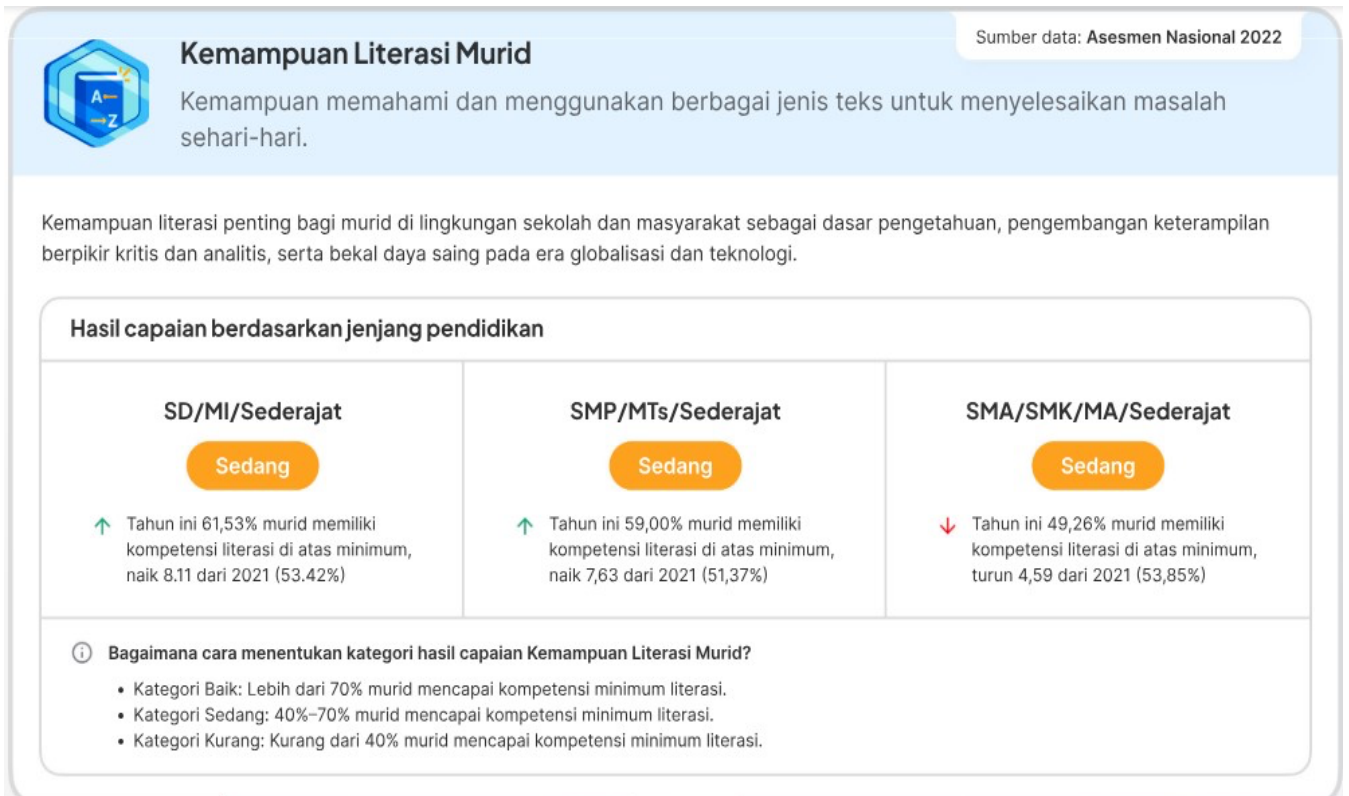 Sumber data: Asesmen Nasional 2022
Kemampuan Literasi Murid
Kemampuan memahami dan menggunakan berbagai jenis teks untuk menyelesaikan masalah
sehari-hari.
A
Z
Kemampuan literasi penting bagi murid di lingkungan sekolah dan masyarakat sebagai dasar pengetahuan, pengembangan keterampilan
berpikir kritis dan analitis, serta bekal daya saing pada era globalisasi dan teknologi.
Hasil capaian berdasarkan jenjang pendidikan
SD/MI/Sederajat
Sedang
Tahun ini 61,53% murid memiliki
kompetensi literasi di atas minimum,
naik 8.11 dari 2021 (53.42%)
SMP/MTs/Sederajat
Sedang
Tahun ini 59,00% murid memiliki
kompetensi literasi di atas minimum,
naik 7,63 dari 2021 (51,37%)
SMA/SMK/MA/Sederajat
Sedang
Tahun ini 49,26% murid memiliki
kompetensi literasi di atas minimum,
turun 4,59 dari 2021 (53,85%)
Bagaimana cara menentukan kategori hasil capaian Kemampuan Literasi Murid?
• Kategori Baik: Lebih dari 70% murid mencapai kompetensi minimum literasi.
• Kategori Sedang: 40%–70% murid mencapai kompetensi minimum literasi.
• Kategori Kurang: Kurang dari 40% murid mencapai kompetensi minimum literasi.